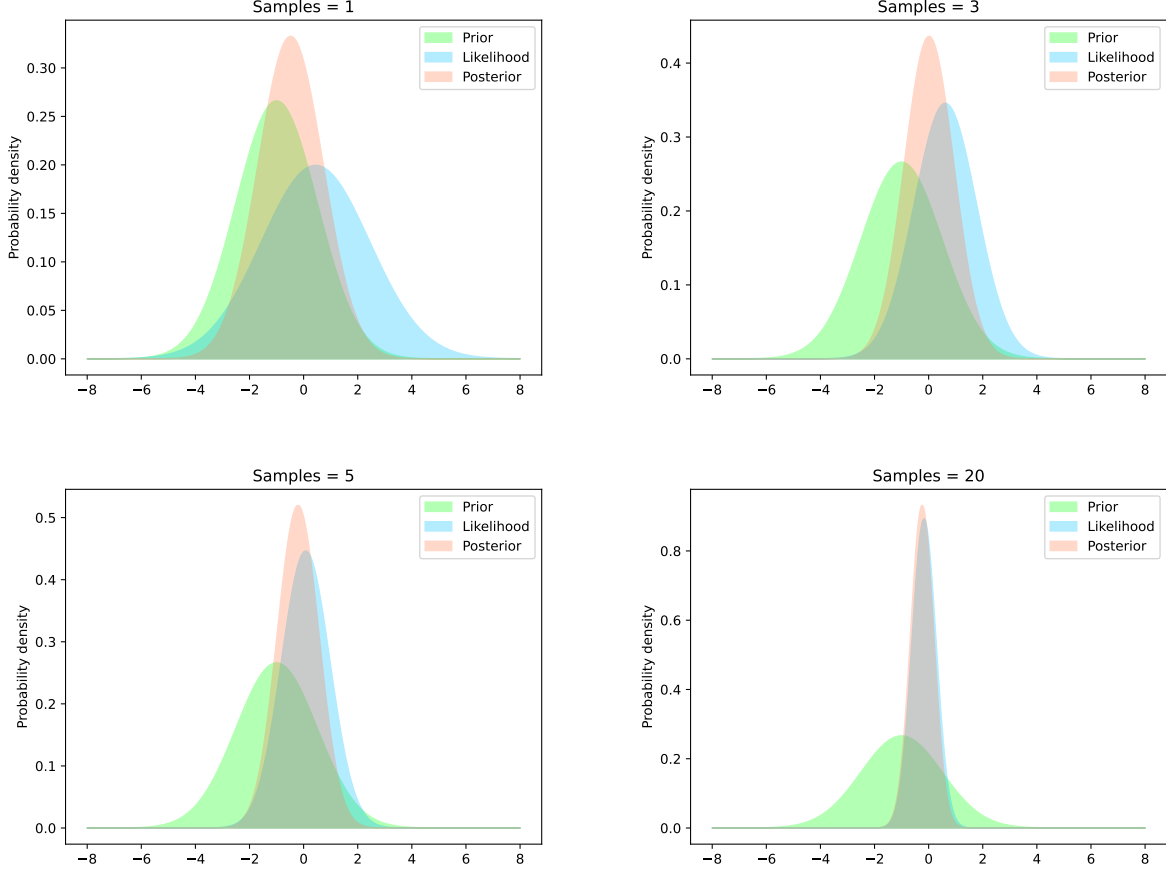 Samples = 1
Probability density
0.30
0.25
0.20
0.15
0.10
0.05
0.00
−8 −6 −4 −2 0 2 4 6 8
Prior
Likelihood
Posterior
Samples = 3
Probability density
0.4
0.3
0.2
0.1
0.0
−8 −6 −4 −2 0 2 4 6 8
Prior
Likelihood
Posterior
Samples = 5
Probability density
0.5
0.4
0.3
0.2
0.1
0.0
−8 −6 −4 −2 0 2 4 6 8
Prior
Likelihood
Posterior
Samples = 20
Probability density
0.8
0.6
0.4
0.2
0.0
−8 −6 −4 −2 0 2 4 6 8
Prior
Likelihood
Posterior